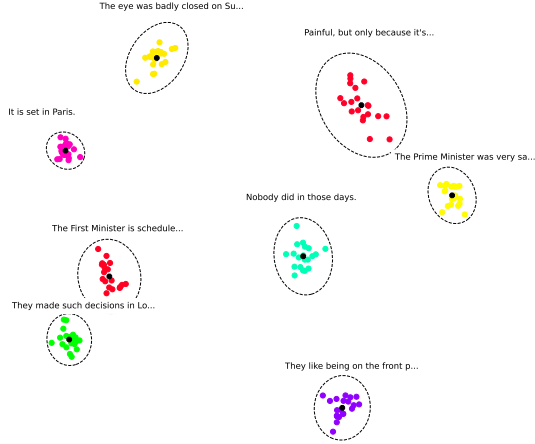 The eye was badly closed on Su...
Painful, but only because it's...
It is set in Paris.
The Prime Minister was very sa...
Nobody did in those days.
The First Minister is schedule...
They made such decisions in Lo...
They like being on the front p...